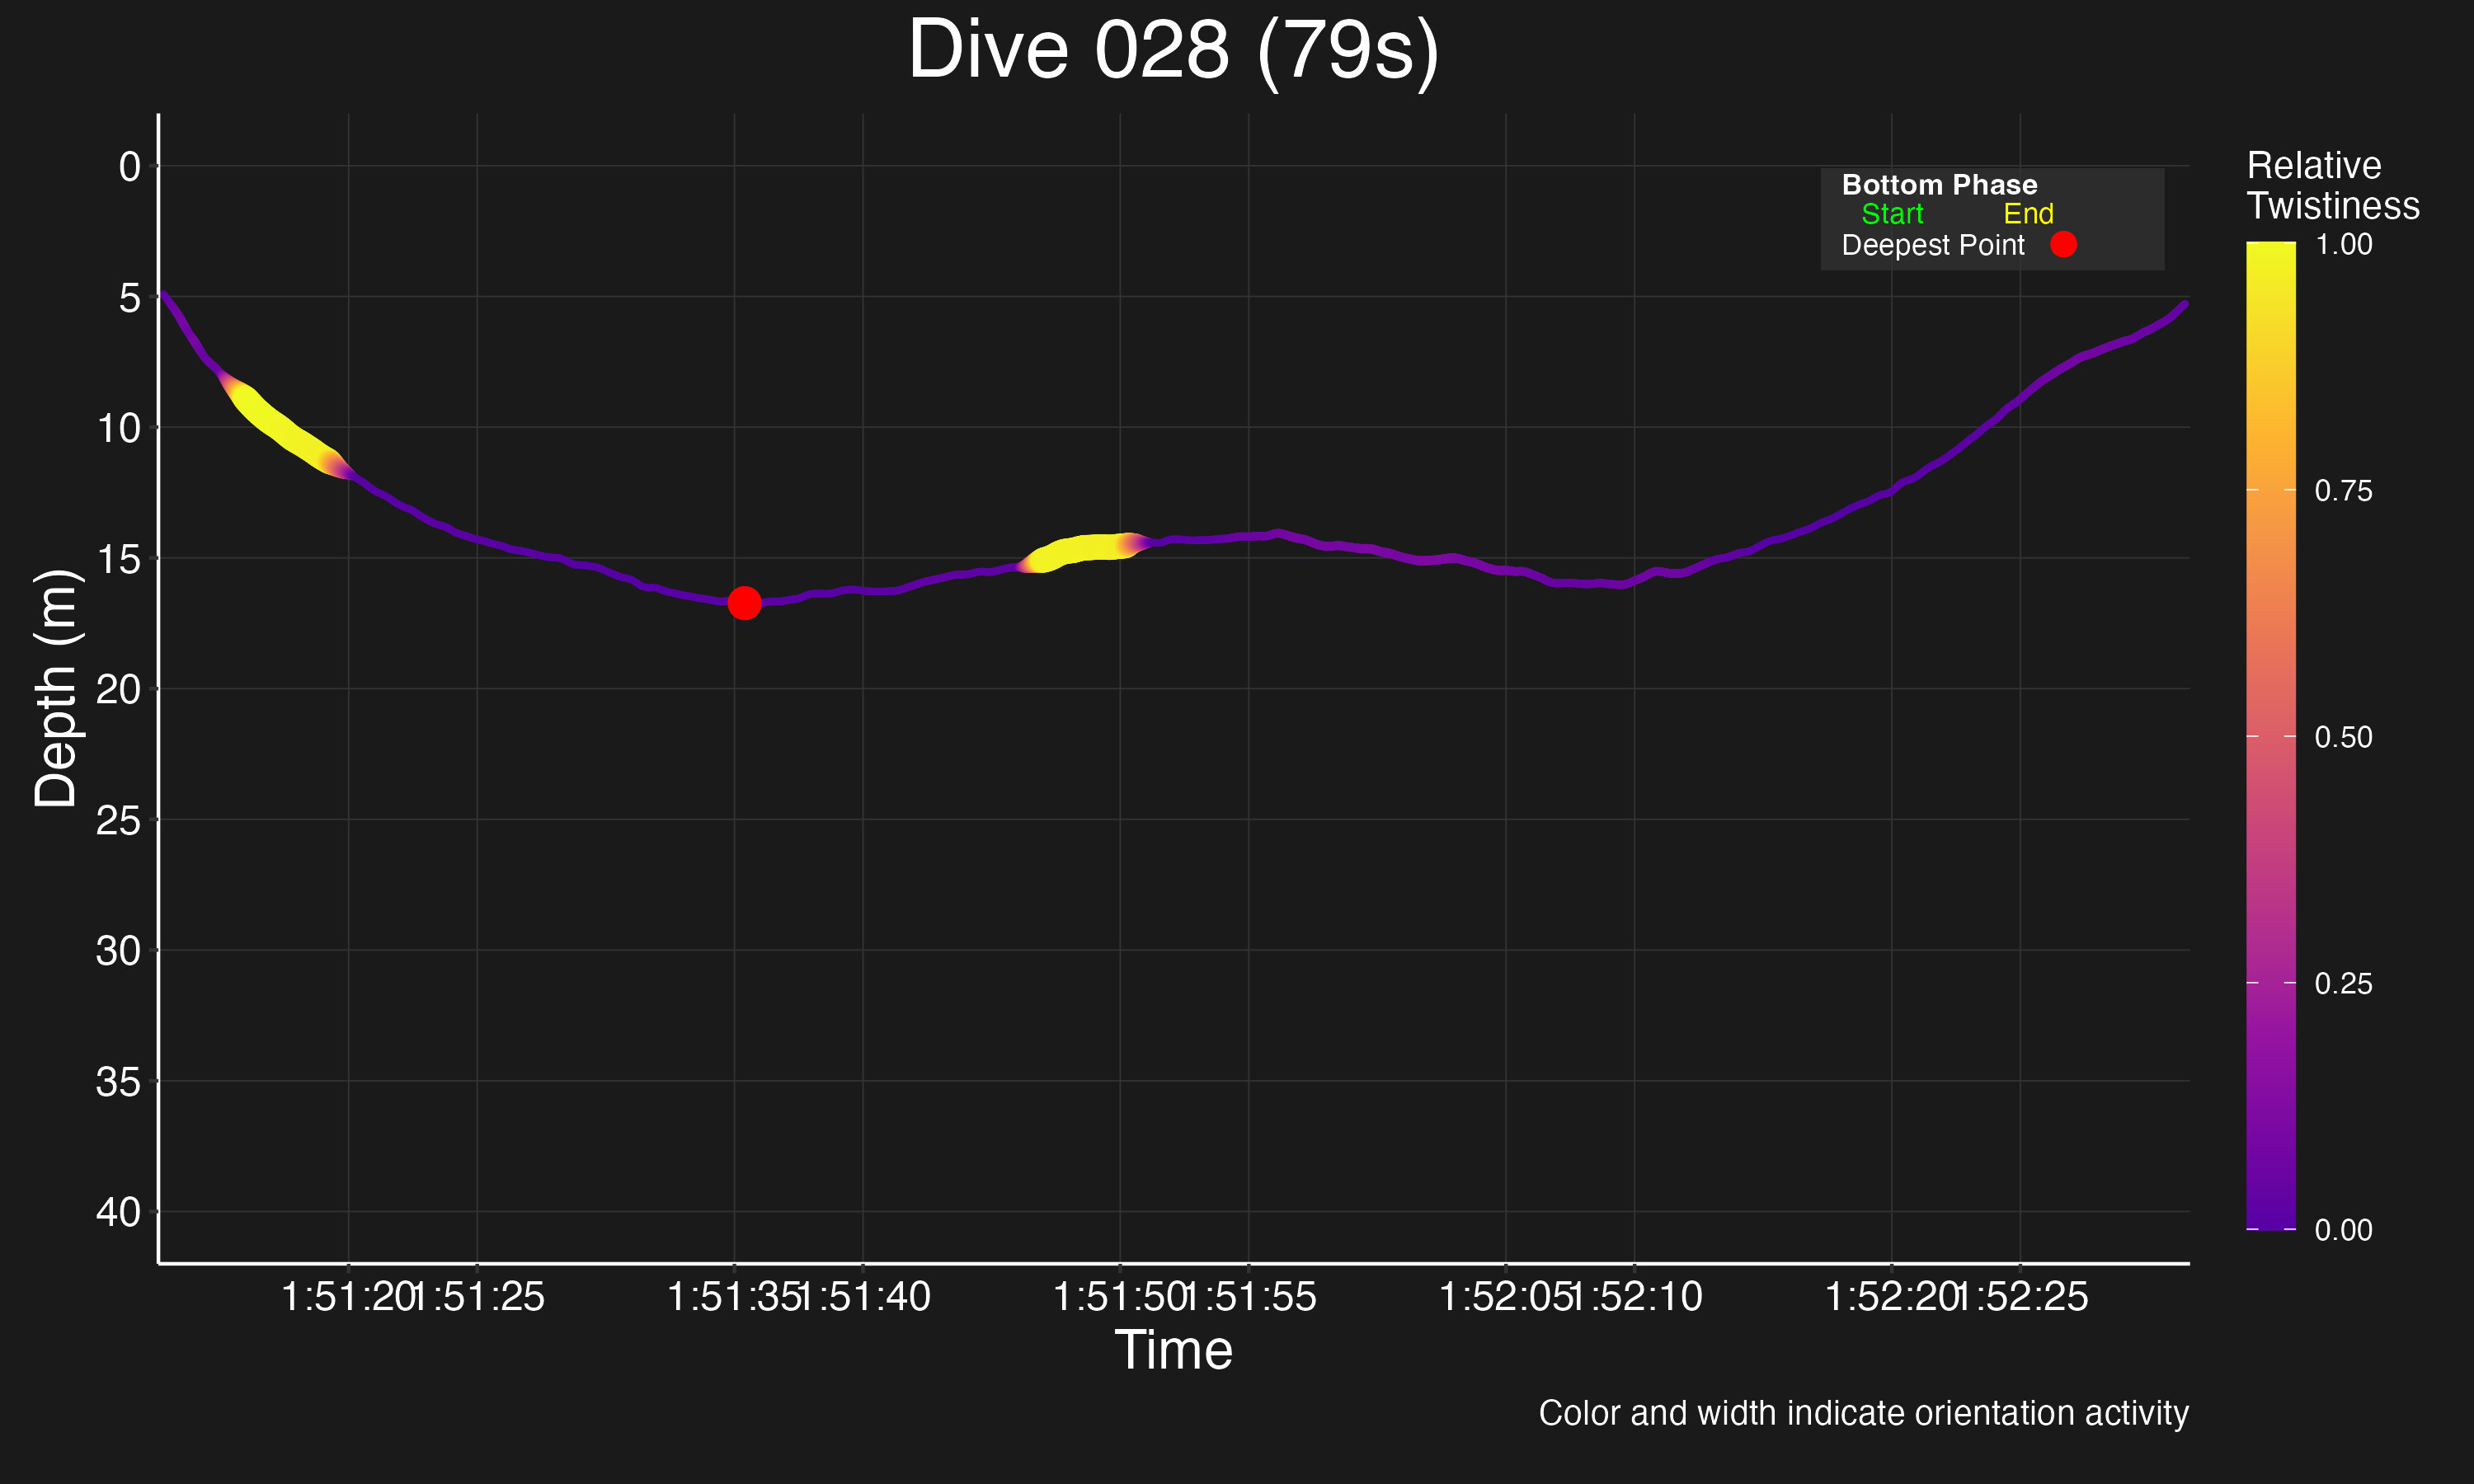 Dive 028 (79s)
Bottom Phase
Start End
Deepest Point
Relative
Twistiness
1.00
0.75
0.50
0.25
0.00
0
5
10
15
20
25
30
35
40
Depth (m)
1:51:20 1:51:25 1:51:35 1:51:40 1:51:50 1:51:55 1:52:05 1:52:10 1:52:20 1:52:25
Time
Color and width indicate orientation activity